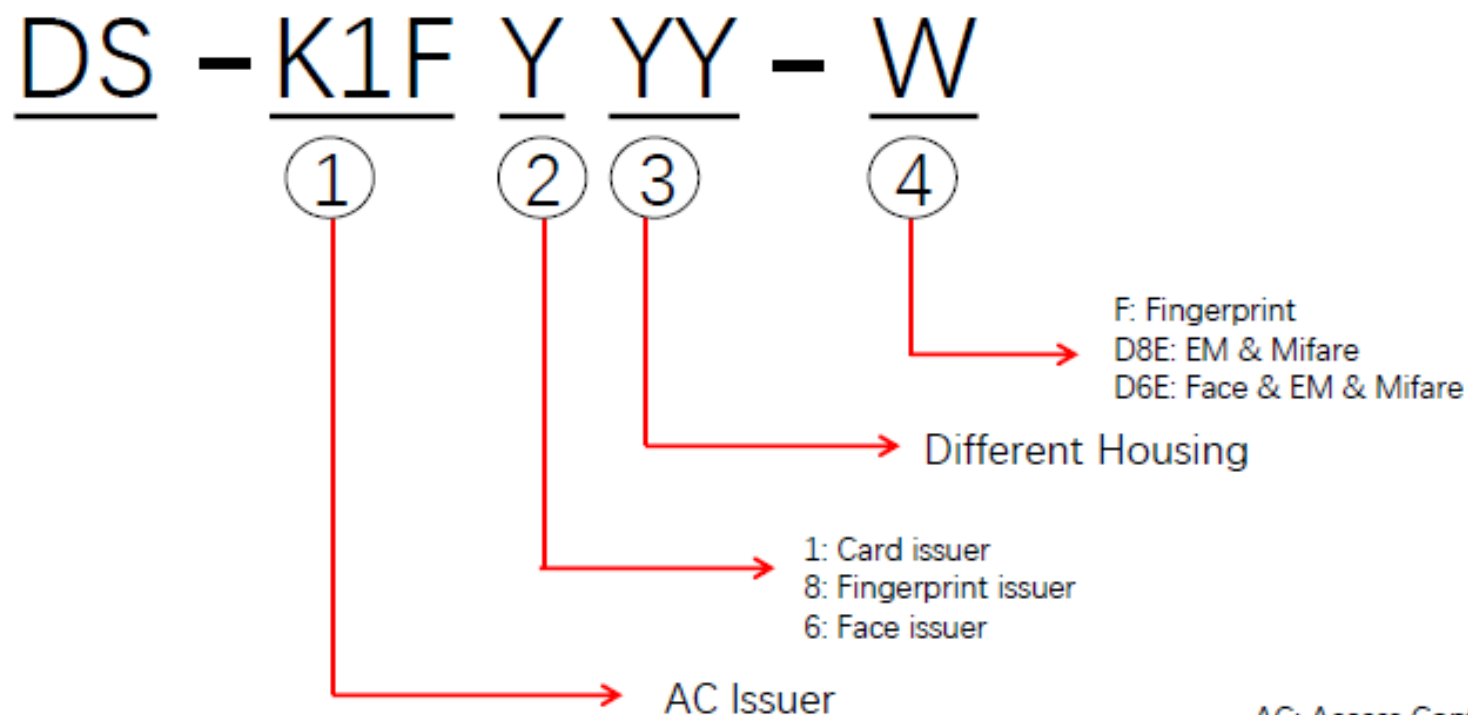 DS - K1F Y YY - W
1 2 3 4
F: Fingerprint
D8E: EM & Mifare
D6E: Face & EM & Mifare
Different Housing
1: Card issuer
8: Fingerprint issuer
6: Face issuer
AC Issuer